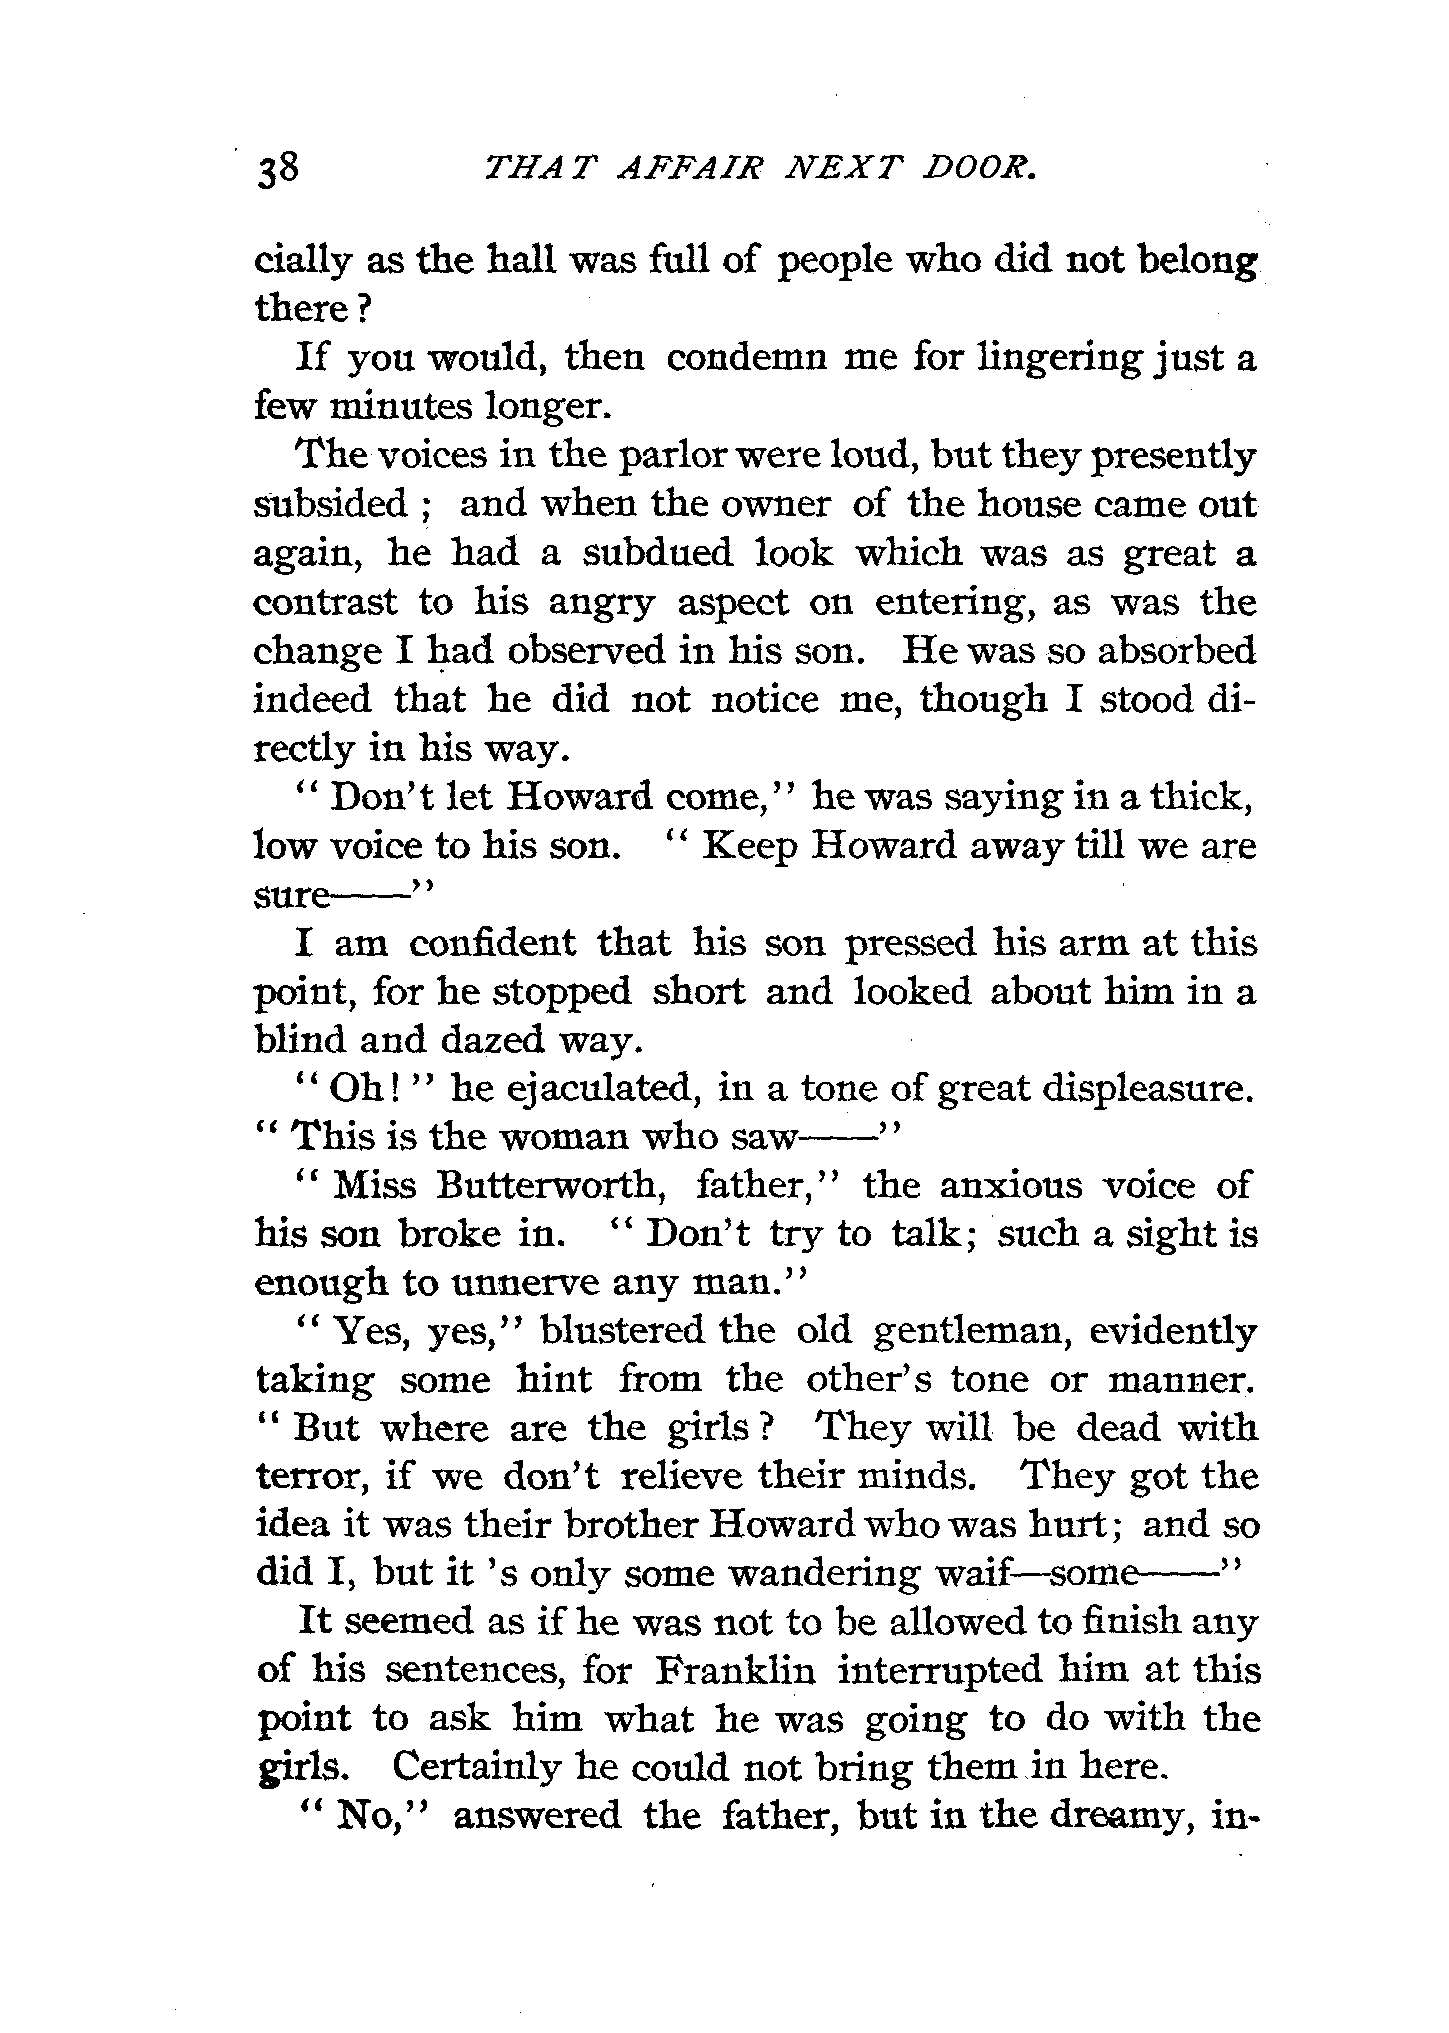 38 THAT AFFAIR NEXT DOOR.
cially as the hall was full of people who did not belong
there?
If you would, then condemn me for lingering just a
few minutes longer.
The voices in the parlor were loud, but they presently
subsided; and when the owner of the house came out
again, he had a subdued look which was as great a
contrast to his angry aspect on entering, as was the
change I had observed in his son. He was so absorbed
indeed that he did not notice me, though I stood di-
rectly in his way.
"Don't let Howard come," he was saying in a thick,
low voice to his son. "Keep Howard away till we are
sure——"
I am confident that his son pressed his arm at this
point, for he stopped short and looked about him in a
blind and dazed way.
"Oh!" he ejaculated, in a tone of great displeasure.
"This is the woman who saw——"
"Miss Butterworth, father," the anxious voice of
his son broke in. "Don't try to talk; such a sight is
enough to unnerve any man."
"Yes, yes," blustered the old gentleman, evidently
taking some hint from the other's tone or manner.
"But where are the girls? They will be dead with
terror, if we don't relieve their minds. They got the
idea it was their brother Howard who was hurt; and so
did I, but it 's only some wandering waif—some——"
It seemed as if he was not to be allowed to finish any
of his sentences, for Franklin interrupted him at this
point to ask him what he was going to do with the
girls. Certainly he could not bring them in here.
"No," answered the father, but in the dreamy, in-